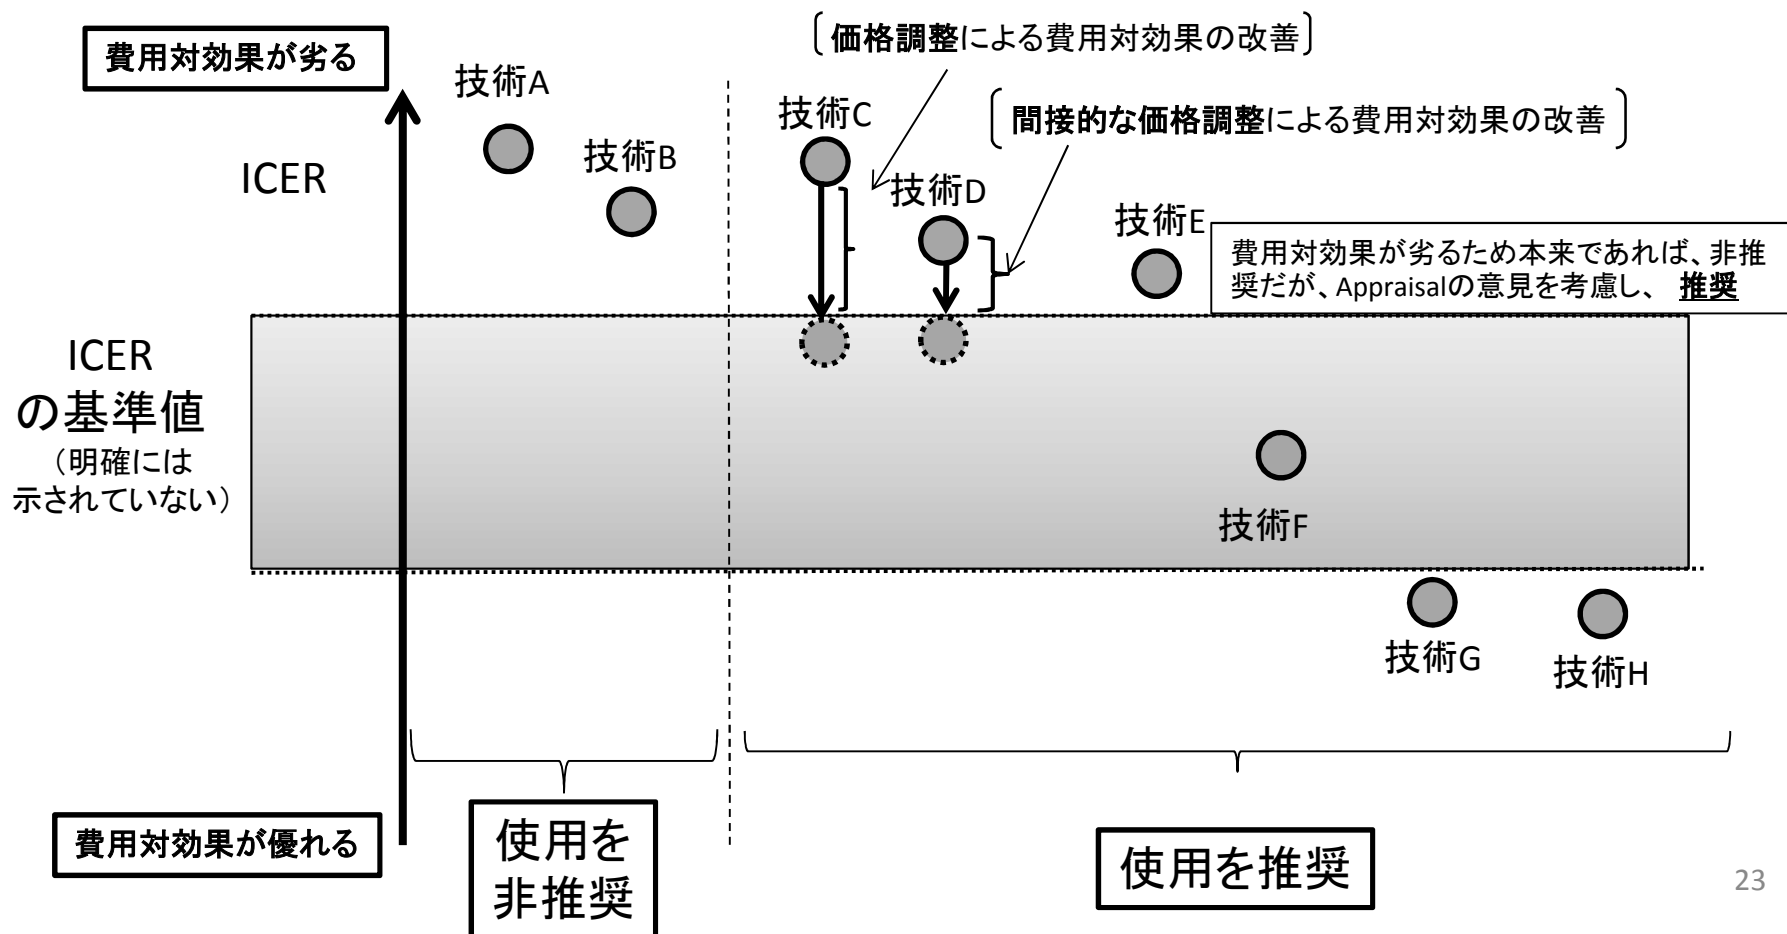 費用対効果が劣る
〔価格調整による費用対効果の改善〕
技術A
技術C
〔間接的な価格調整による費用対効果の改善〕
技術B
ICER
技術D
技術E
費用対効果が劣るため本来であれば、非推
奨だが、Appraisalの意見を考慮し、 推奨
ICER
の基準値
（明確には
示されていない）
技術F
技術G
技術H
費用対効果が優れる
使用を
非推奨
使用を推奨
23